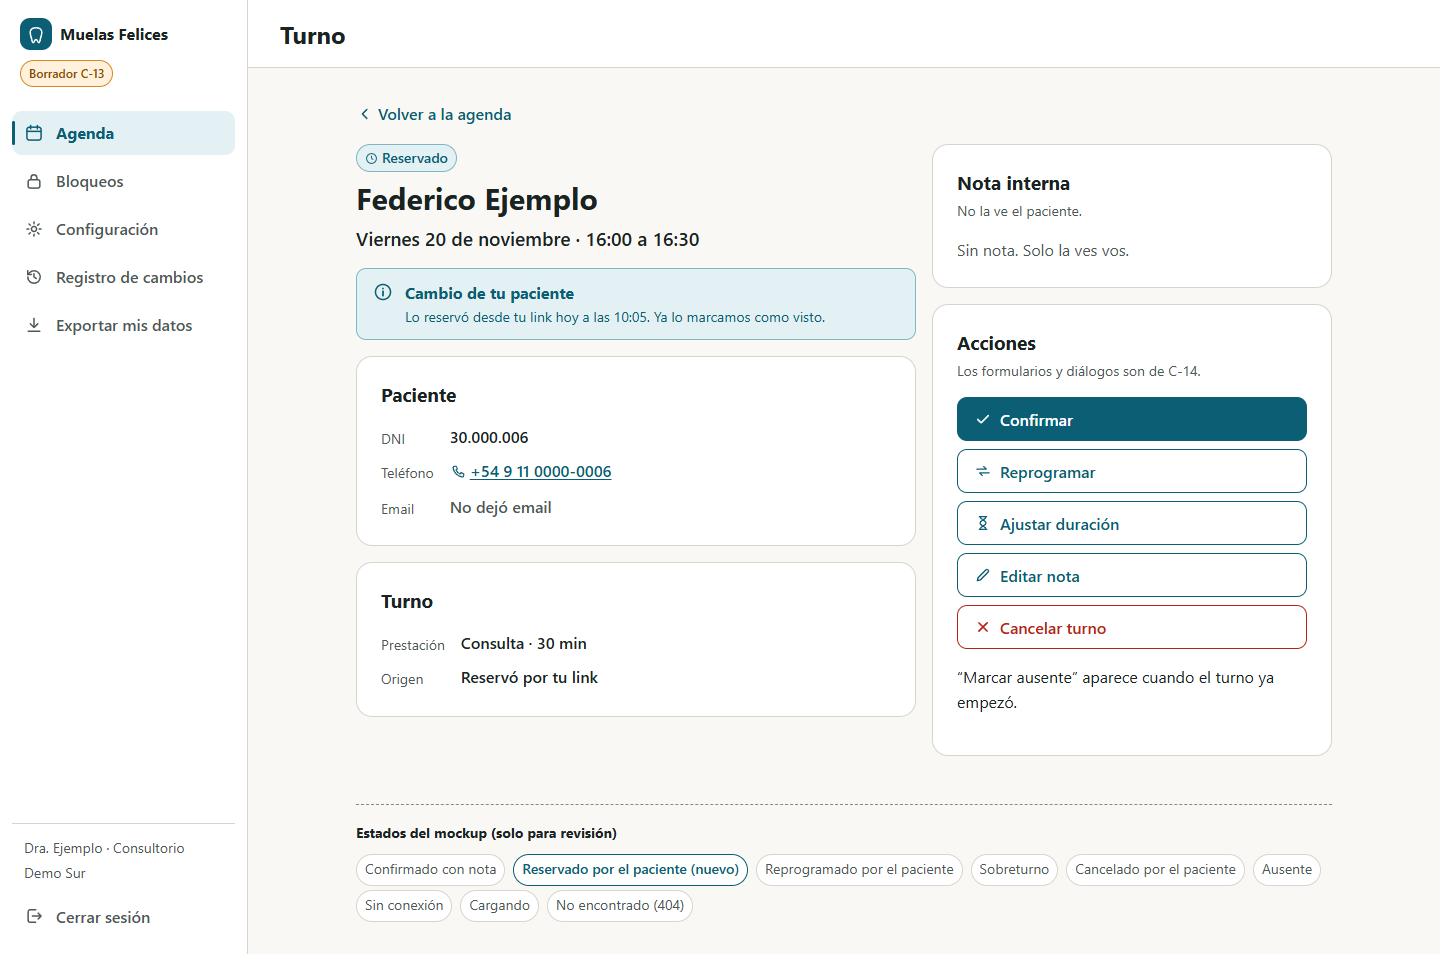 Muelas Felices
Borrador C-13
Agenda
Bloqueos
Configuración
Registro de cambios
Exportar mis datos
Dra. Ejemplo · Consultorio
Demo Sur
Cerrar sesión
Turno
Volver a la agenda
Reservado
Federico Ejemplo
Viernes 20 de noviembre · 16:00 a 16:30
Cambio de tu paciente
Lo reservó desde tu link hoy a las 10:05. Ya lo marcamos como visto.
Paciente
DNI 30.000.006
Teléfono +54 9 11 0000-0006
Email No dejó email
Turno
Prestación Consulta · 30 min
Origen Reservó por tu link
Nota interna
No la ve el paciente.
Sin nota. Solo la ves vos.
Acciones
Los formularios y diálogos son de C-14.
Confirmar
Reprogramar
Ajustar duración
Editar nota
Cancelar turno
“Marcar ausente” aparece cuando el turno ya
empezó.
Estados del mockup (solo para revisión)
Confirmado con nota Reservado por el paciente (nuevo) Reprogramado por el paciente Sobreturno Cancelado por el paciente Ausente
Sin conexión Cargando No encontrado (404)